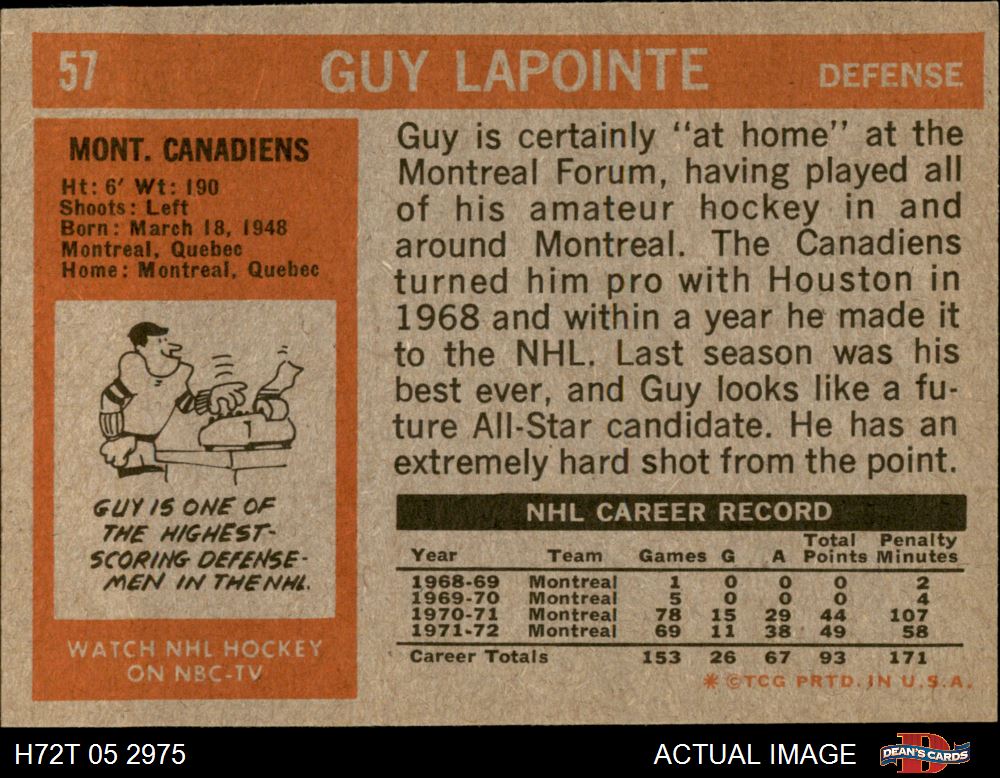 57 GUY LAPOINTE DEFENSE
MONT. CANADIENS
Ht: 6' Wt: 190
Shoots: Left
Born: March 18, 1948
Montreal, Quebec
Home: Montreal, Quebec
1
GUY IS ONE OF
THE HIGHEST-
SCORING DEFENSE-
MEN IN THE NHL.
WATCH NHL HOCKEY
ON NBC-TV
Guy is certainly "at home" at the
Montreal Forum, having played all
of his amateur hockey in and
around Montreal. The Canadiens
turned him pro with Houston in
1968 and within a year he made it
to the NHL. Last season was his
best ever, and Guy looks like a fu-
ture All-Star candidate. He has an
extremely hard shot from the point.
NHL CAREER RECORD
Year Team Games G A Total Points Penalty Minutes
1968-69 Montreal 1 0 0 0 2
1969-70 Montreal 5 0 0 0 4
1970-71 Montreal 78 15 29 44 107
1971-72 Montreal 69 11 38 49 58
Career Totals 153 26 67 93 171
* ©TCG PRTD. IN U.S.A.
H72T 05 2975 ACTUAL IMAGE DEAN'S CARDS